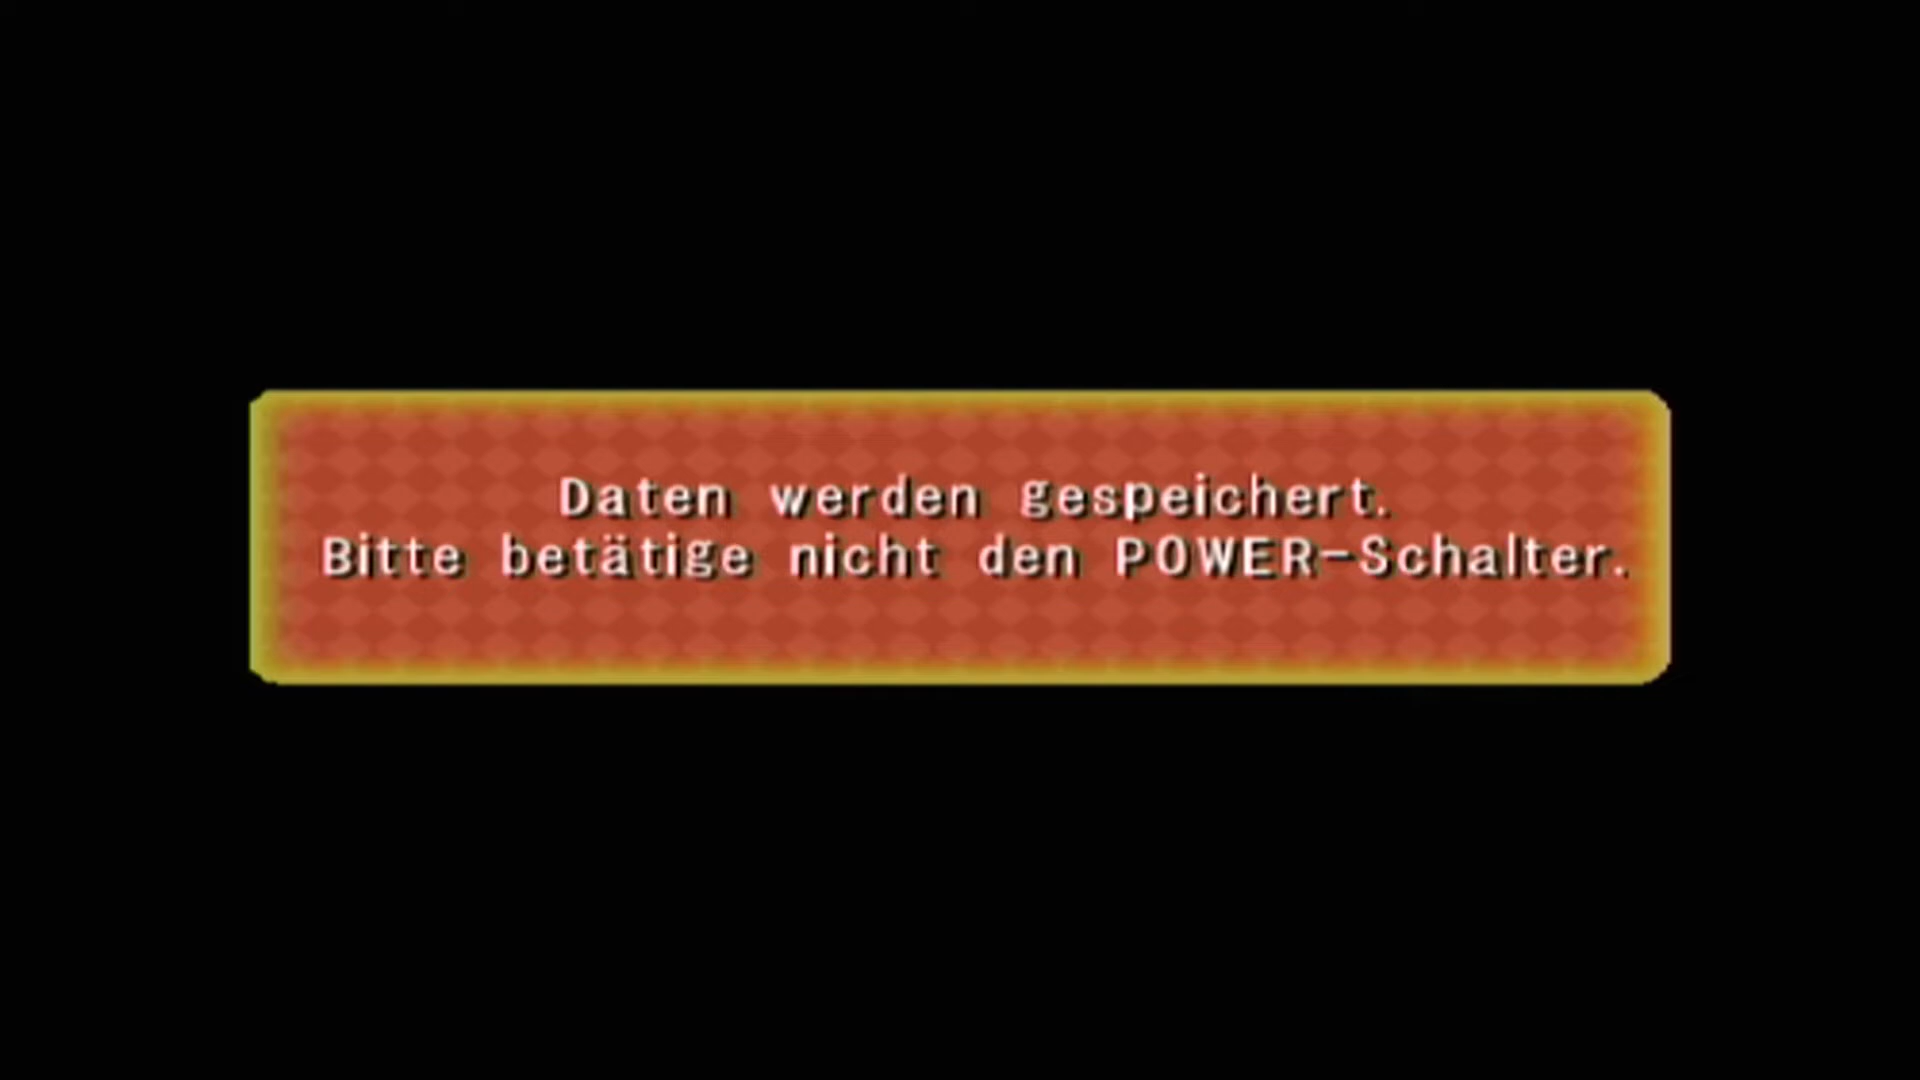 Daten werden gespeichert.
Bitte betätige nicht den POWER-Schalter.